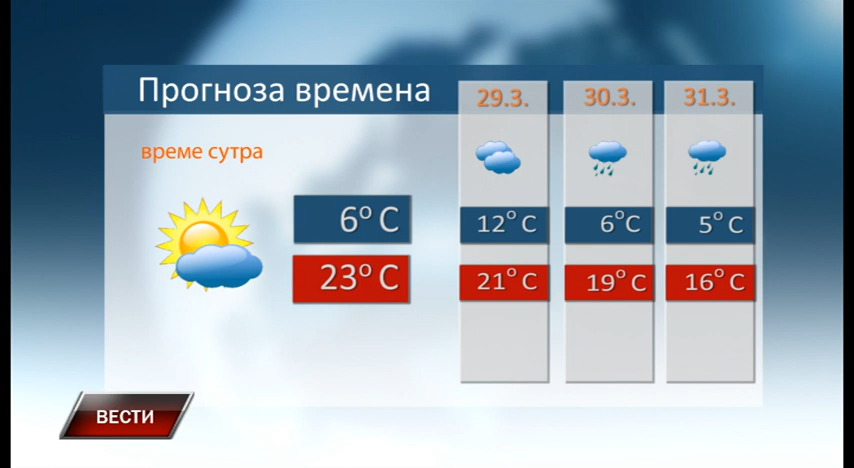 Прогноза времена
време сутра
6° C
23° C
29.3.
12° C
21° C
30.3.
6°C
19° C
31.3.
5° C
16° C
ВЕСТИ